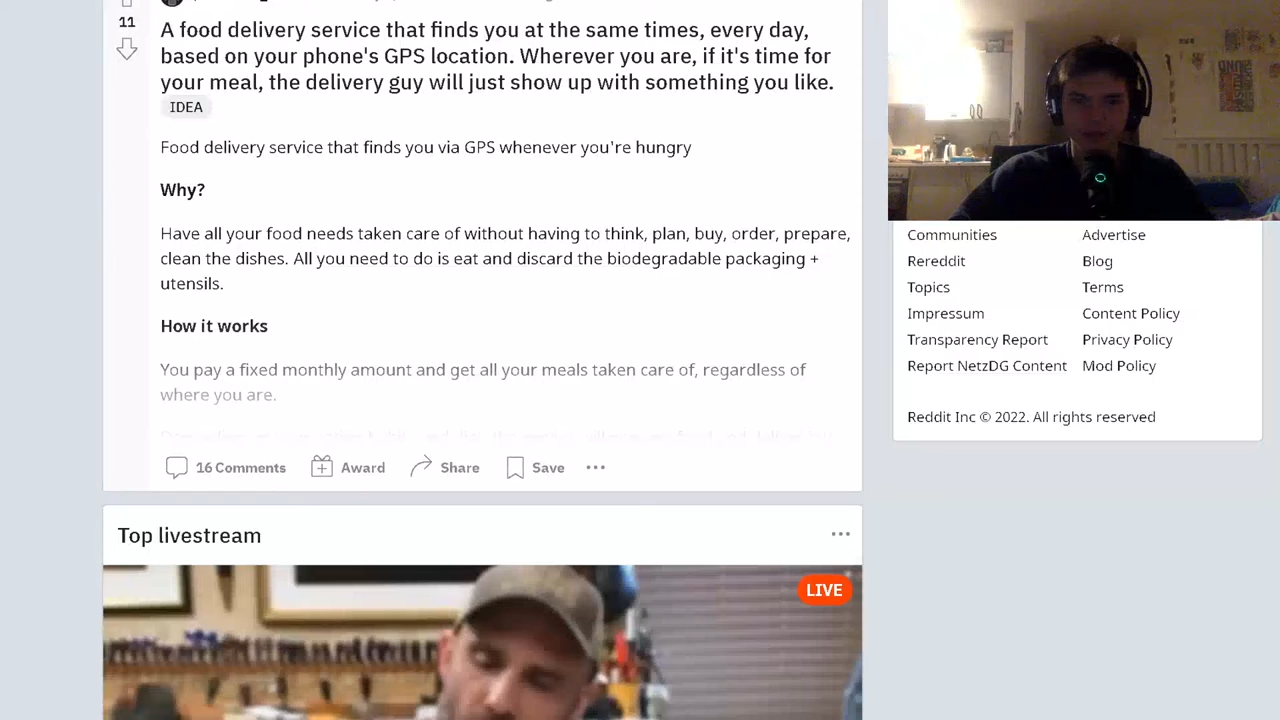 11
A food delivery service that finds you at the same times, every day,
based on your phone's GPS location. Wherever you are, if it's time for
your meal, the delivery guy will just show up with something you like.
IDEA
Food delivery service that finds you via GPS whenever you're hungry
Why?
Have all your food needs taken care of without having to think, plan, buy, order, prepare,
clean the dishes. All you need to do is eat and discard the biodegradable packaging +
utensils.
How it works
You pay a fixed monthly amount and get all your meals taken care of, regardless of
where you are.
16 Comments
Award
Share
Save
Top livestream
LIVE
Communities
Advertise
Rereddit
Blog
Topics
Terms
Impressum
Content Policy
Transparency Report
Privacy Policy
Report NetzDG Content
Mod Policy
Reddit Inc © 2022. All rights reserved